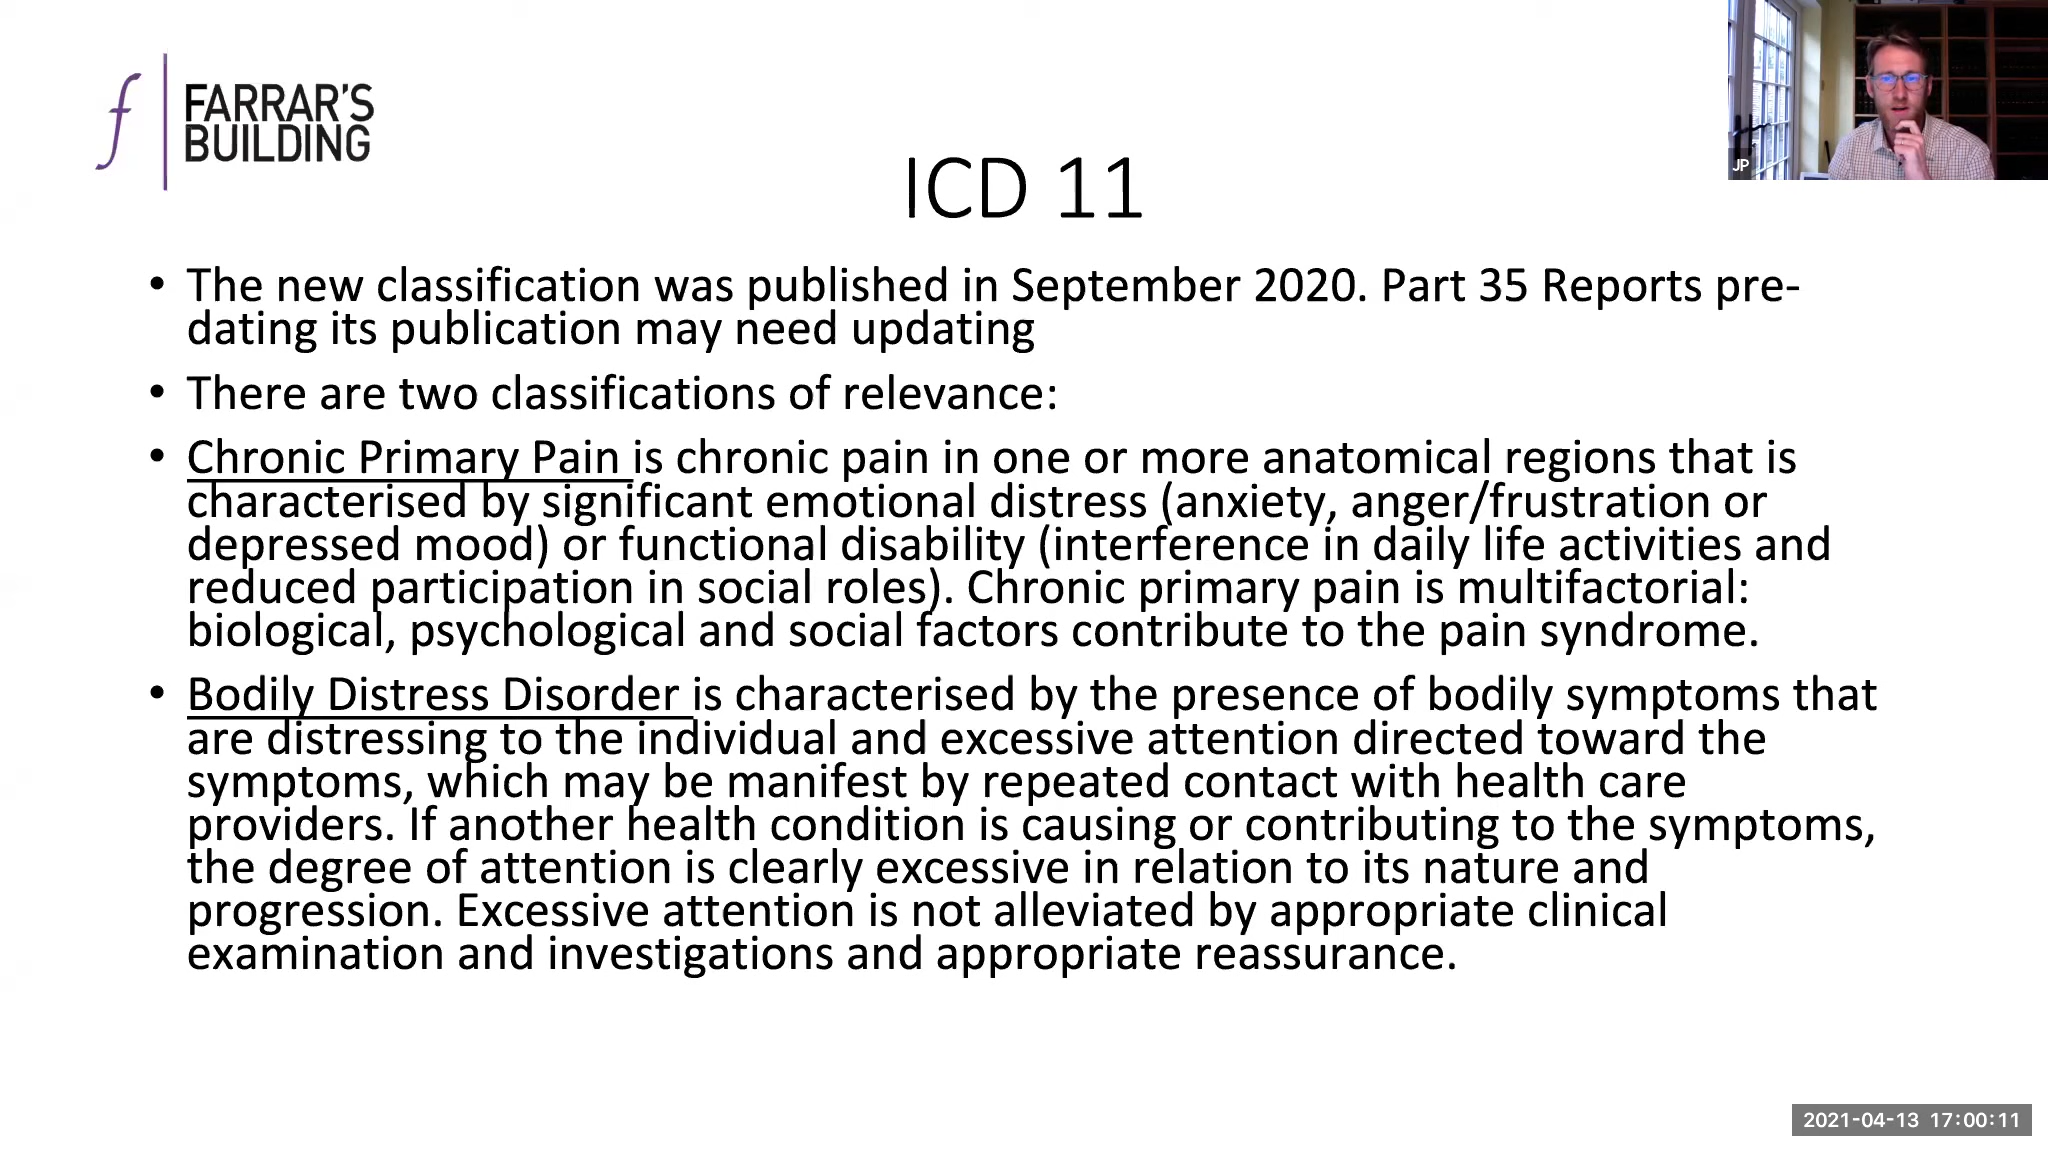 f
FARRAR'S
BUILDING
JP
ICD 11
• The new classification was published in September 2020. Part 35 Reports pre-
dating its publication may need updating
• There are two classifications of relevance:
• Chronic Primary Pain is chronic pain in one or more anatomical regions that is
characterised by significant emotional distress (anxiety, anger/frustration or
depressed mood) or functional disability (interference in daily life activities and
reduced participation in social roles). Chronic primary pain is multifactorial:
biological, psychological and social factors contribute to the pain syndrome.
• Bodily Distress Disorder is characterised by the presence of bodily symptoms that
are distressing to the individual and excessive attention directed toward the
symptoms, which may be manifest by repeated contact with health care
providers. If another health condition is causing or contributing to the symptoms,
the degree of attention is clearly excessive in relation to its nature and
progression. Excessive attention is not alleviated by appropriate clinical
examination and investigations and appropriate reassurance.
2021-04-13 17:00:11